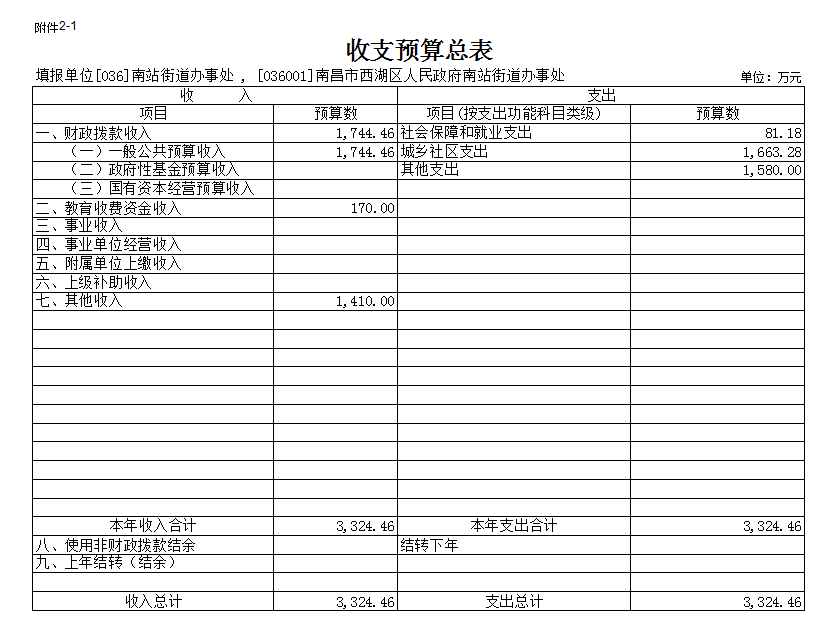 附件2-1
收支预算总表
填报单位[036]南站街道办事处 ，[036001]南昌市西湖区人民政府南站街道办事处 单位：万元
收 入 支出
项目 预算数 项目(按支出功能科目类级) 预算数
一、财政拨款收入 1,744.46 社会保障和就业支出 81.18
（一）一般公共预算收入 1,744.46 城乡社区支出 1,663.28
（二）政府性基金预算收入 其他支出 1,580.00
（三）国有资本经营预算收入
二、教育收费资金收入 170.00
三、事业收入
四、事业单位经营收入
五、附属单位上缴收入
六、上级补助收入
七、其他收入 1,410.00
本年收入合计 3,324.46 本年支出合计 3,324.46
八、使用非财政拨款结余 结转下年
九、上年结转（结余）
收入总计 3,324.46 支出总计 3,324.46